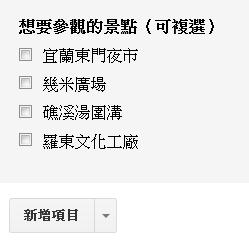 想要參觀的景點（可複選）
宜蘭東門夜市
幾米廣場
礁溪湯圍溝
羅東文化工廠
新增項目